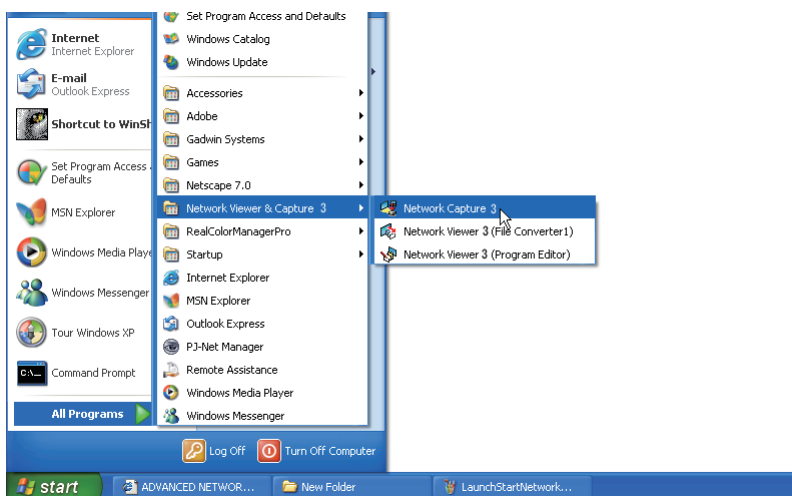 Internet
Internet Explorer
E-mail
Outlook Express
Shortcut to WinSh
Set Program Access
Defaults
MSN Explorer
Windows Media Playe
Windows Messenger
Tour Windows XP
C:\_
Command Prompt
All Programs
Set Program Access and Defaults
Windows Catalog
Windows Update
Accessories
Adobe
Gadwin Systems
Games
Netscape 7.0
Network Viewer & Capture 3
RealColorManagerPro
Startup
Internet Explorer
MSN Explorer
Outlook Express
PJ-Net Manager
Remote Assistance
Windows Media Player
Windows Messenger
Network Capture 3
Network Viewer 3 (File Converter1)
Network Viewer 3 (Program Editor)
Log Off
Turn Off Computer
start
ADVANCED NETWOR...
New Folder
LaunchStartNetwork...